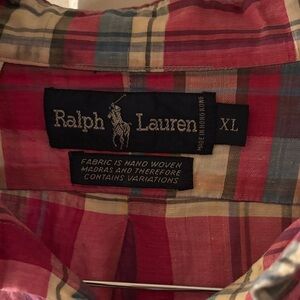 Ralph Lauren
MADE IN HONG KONG
XL
FABRIC IS HAND WOVEN
MADRAS AND THEREFORE
CONTAINS VARIATIONS